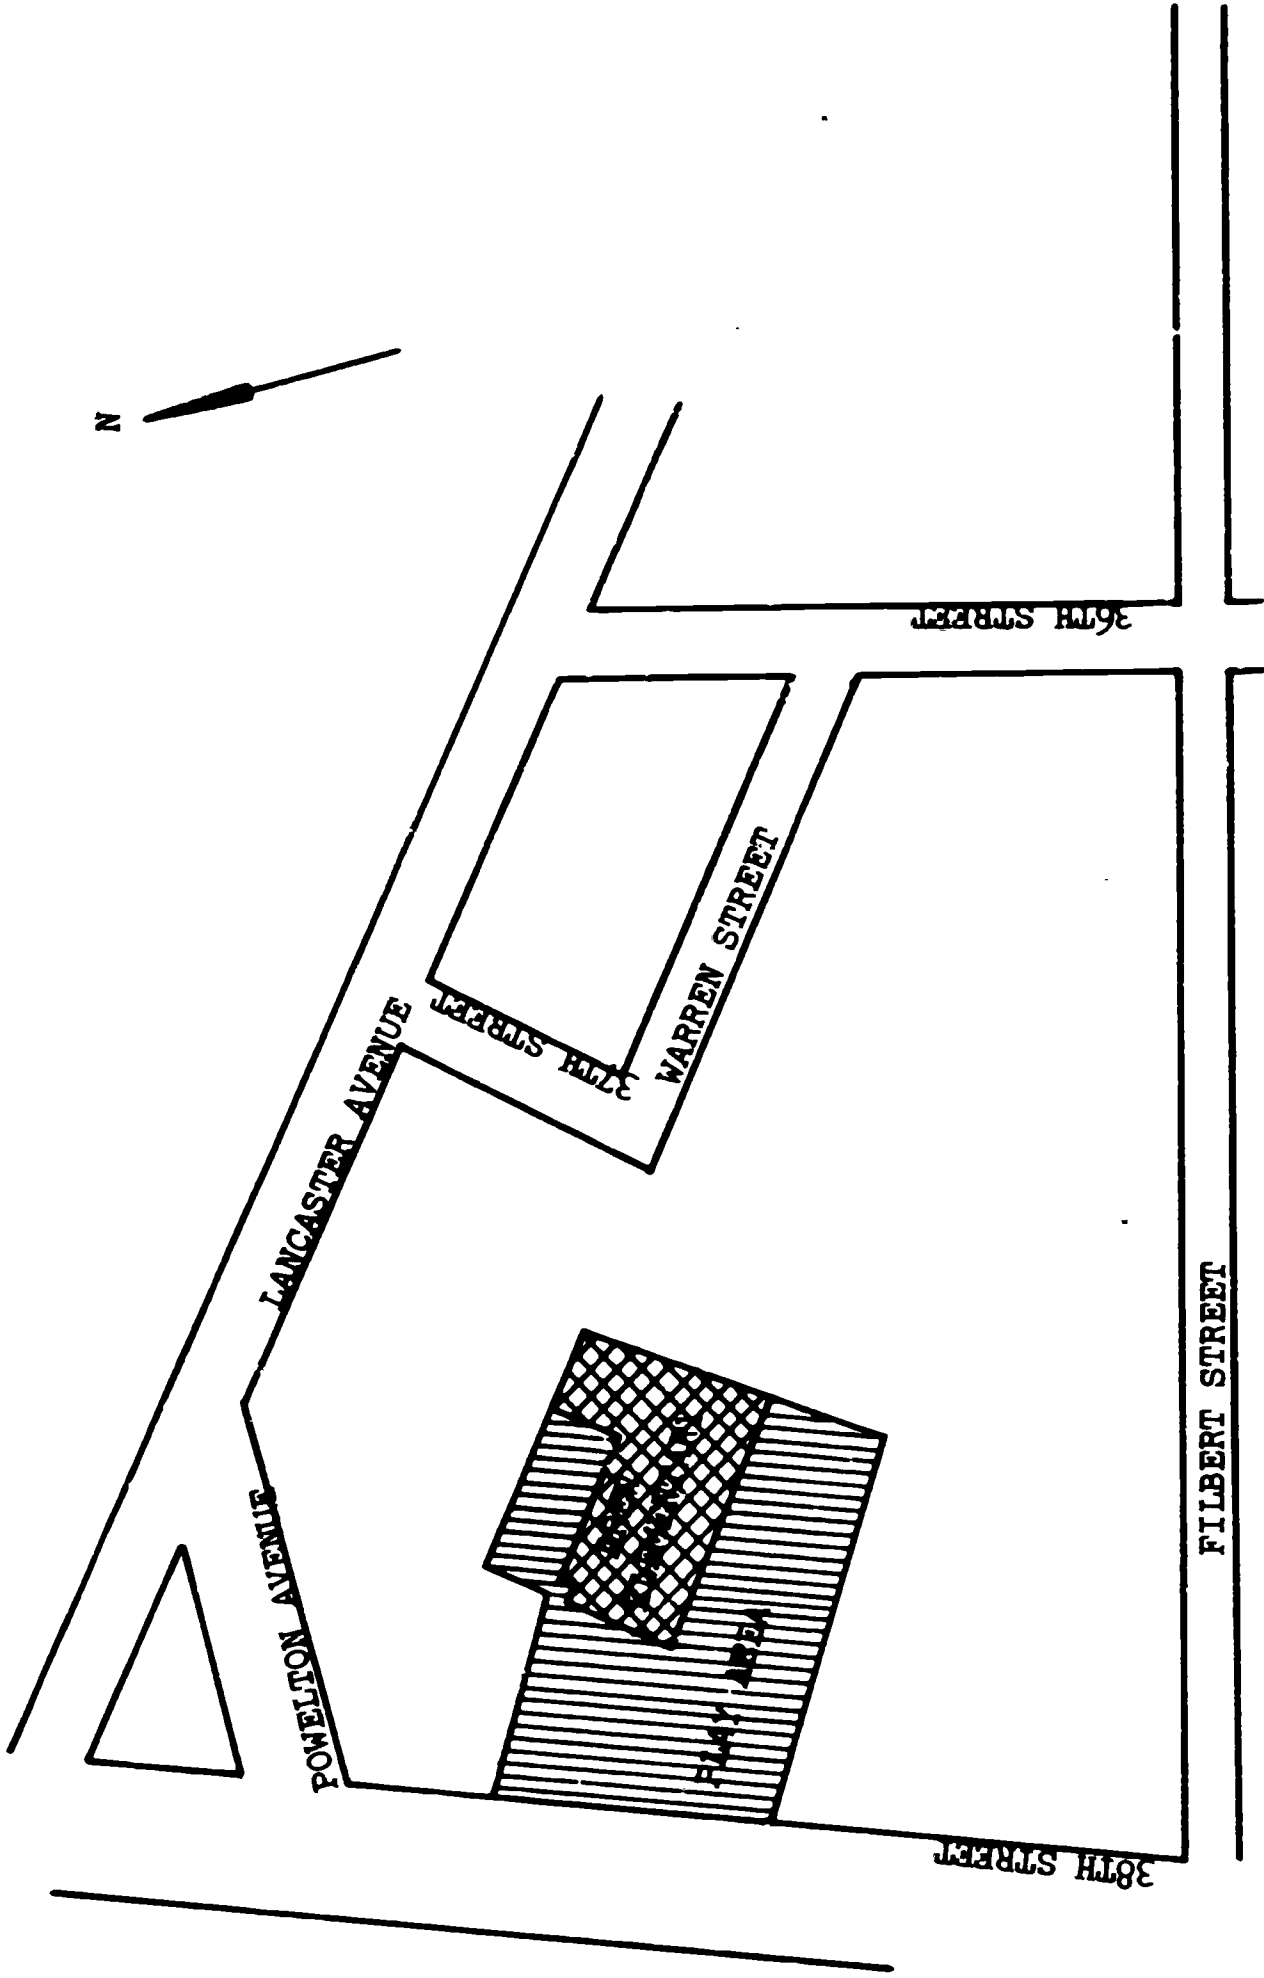 N
LANCASTER AVENUE
POWELTON AVENUE
37TH STREET
WARREN STREET
36TH STREET
PLAY AREA
38TH STREET
FILBERT STREET